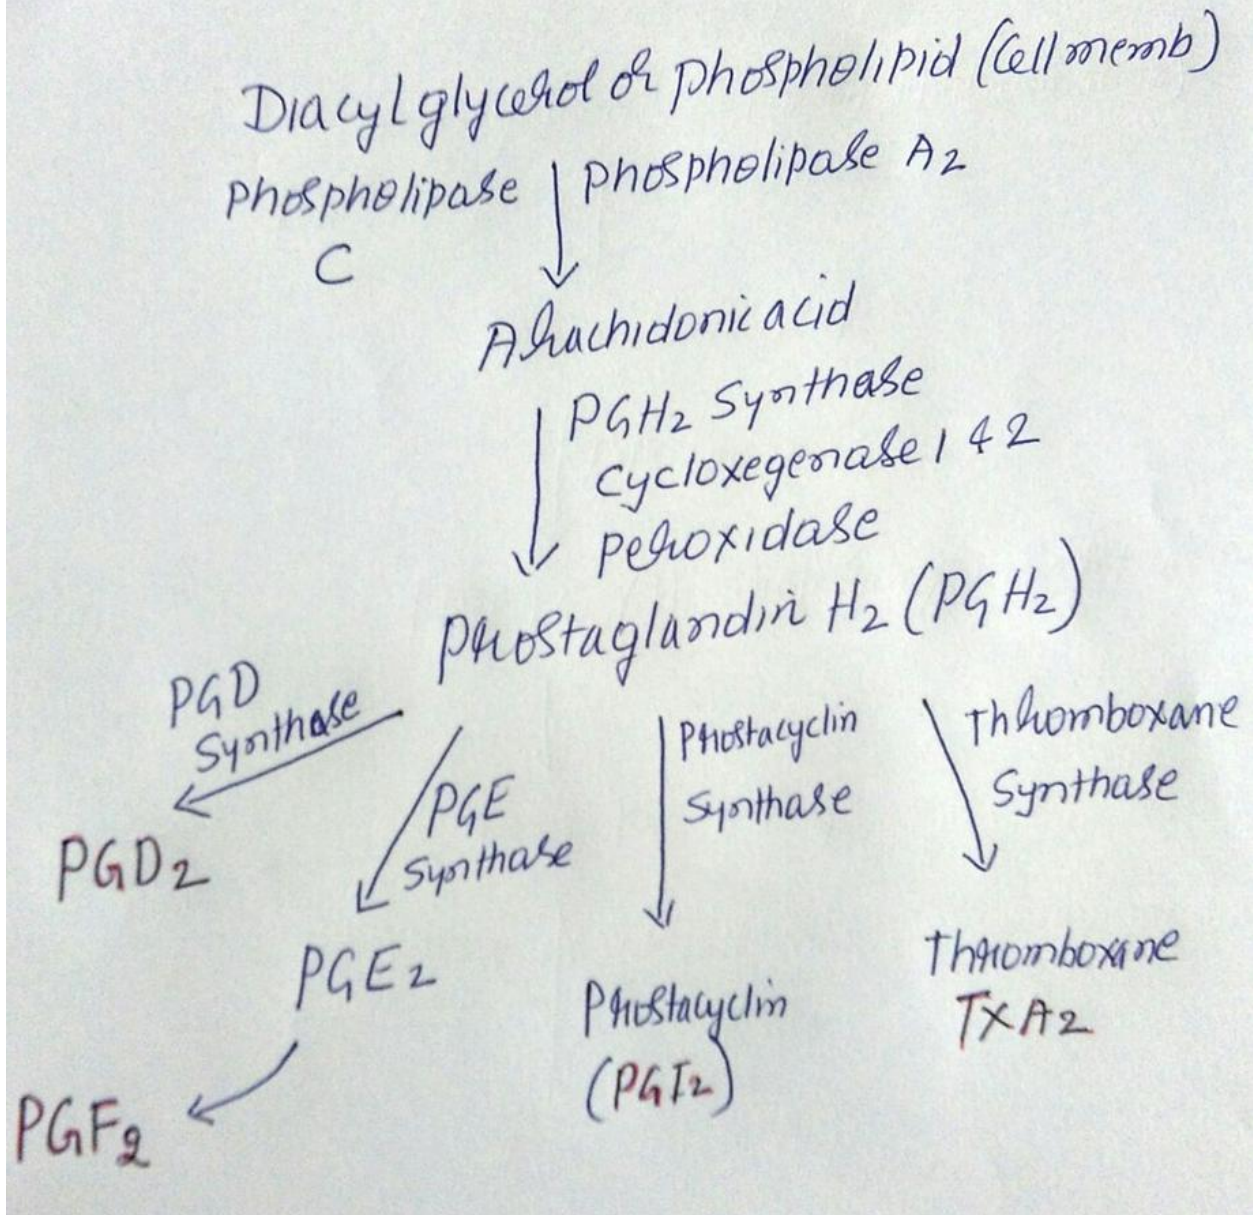 Diacylglycerol or phospholipid (Cell memb)
Phospholipase C
Phospholipase A2
Arachidonic acid
PGH2 Synthase
Cycloxegenase 1 & 2
Peroxidase
Prostaglandin H2 (PGH2)
PGD
Synthase
PGE
Synthase
Prostacyclin
Synthase
Thromboxane
Synthase
PGD2
PGE2
Prostacyclin
(PGI2)
Thromboxane
TXA2
PGF2